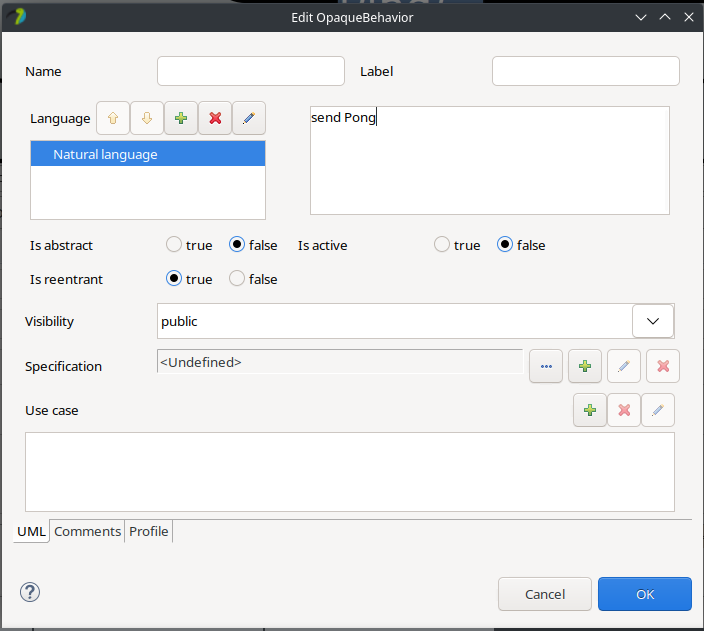 Edit OpaqueBehavior
Name
Label
Language
send Pong
Natural language
Is abstract true false Is active true false
Is reentrant true false
Visibility public
Specification <Undefined> ...
Use case
UML Comments Profile
? Cancel OK